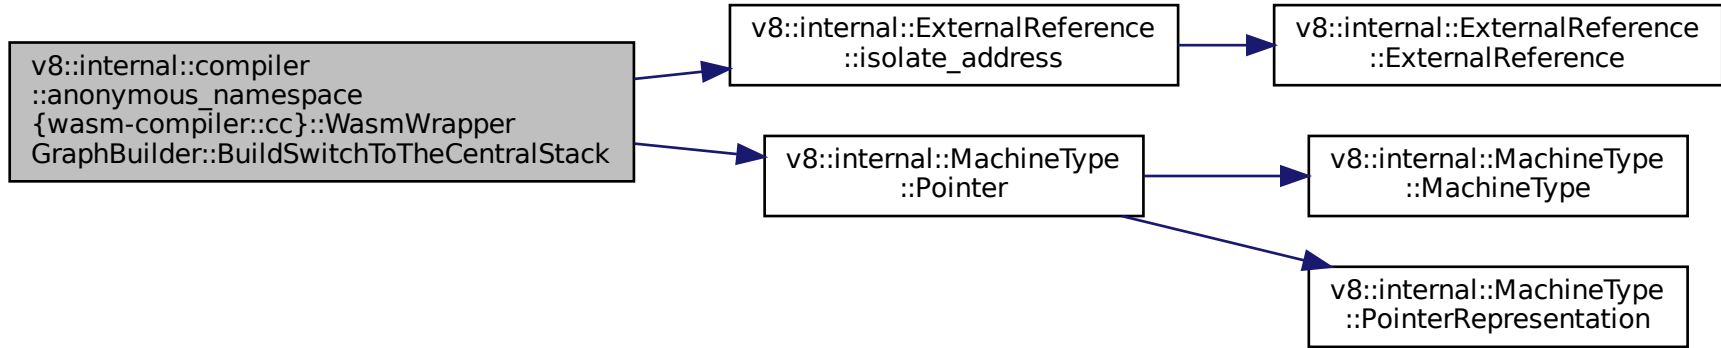 v8::internal::compiler
::anonymous_namespace
{wasm-compiler::cc}::WasmWrapper
GraphBuilder::BuildSwitchToTheCentralStack
v8::internal::ExternalReference
::isolate_address
v8::internal::ExternalReference
::ExternalReference
v8::internal::MachineType
::Pointer
v8::internal::MachineType
::MachineType
v8::internal::MachineType
::PointerRepresentation